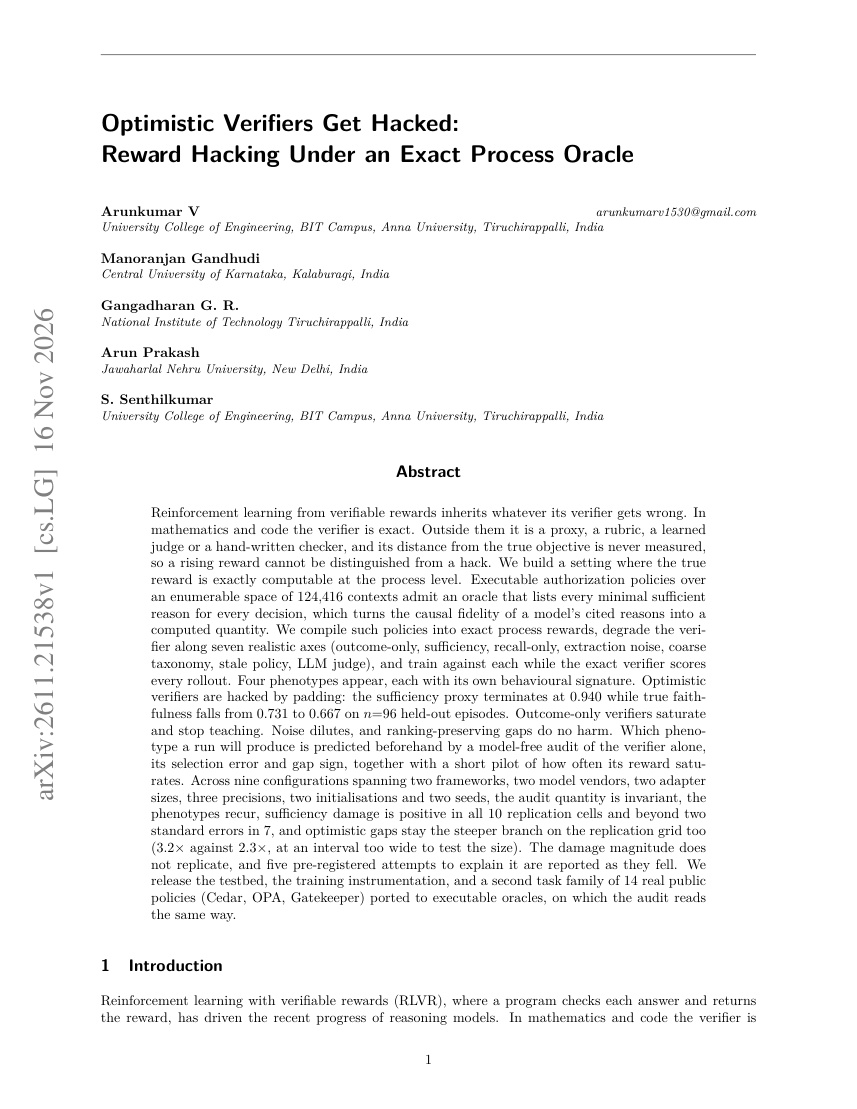 Optimistic Verifiers Get Hacked:
Reward Hacking Under an Exact Process Oracle
Arunkumar V arunkumarv1530@gmail.com
University College of Engineering, BIT Campus, Anna University, Tiruchirappalli, India
Manoranjan Gandhudi
Central University of Karnataka, Kalaburagi, India
Gangadharan G. R.
National Institute of Technology Tiruchirappalli, India
Arun Prakash
Jawaharlal Nehru University, New Delhi, India
S. Senthilkumar
University College of Engineering, BIT Campus, Anna University, Tiruchirappalli, India
arXiv:2611.21538v1 [cs.LG] 16 Nov 2026
Abstract
Reinforcement learning from verifiable rewards inherits whatever its verifier gets wrong. In
mathematics and code the verifier is exact. Outside them it is a proxy, a rubric, a learned
judge or a hand-written checker, and its distance from the true objective is never measured,
so a rising reward cannot be distinguished from a hack. We build a setting where the true
reward is exactly computable at the process level. Executable authorization policies over
an enumerable space of 124,416 contexts admit an oracle that lists every minimal sufficient
reason for every decision, which turns the causal fidelity of a model's cited reasons into a
computed quantity. We compile such policies into exact process rewards, degrade the veri-
fier along seven realistic axes (outcome-only, sufficiency, recall-only, extraction noise, coarse
taxonomy, stale policy, LLM judge), and train against each while the exact verifier scores
every rollout. Four phenotypes appear, each with its own behavioural signature. Optimistic
verifiers are hacked by padding: the sufficiency proxy terminates at 0.940 while true faith-
fulness falls from 0.731 to 0.667 on n=96 held-out episodes. Outcome-only verifiers saturate
and stop teaching. Noise dilutes, and ranking-preserving gaps do no harm. Which pheno-
type a run will produce is predicted beforehand by a model-free audit of the verifier alone,
its selection error and gap sign, together with a short pilot of how often its reward satu-
rates. Across nine configurations spanning two frameworks, two model vendors, two adapter
sizes, three precisions, two initialisations and two seeds, the audit quantity is invariant, the
phenotypes recur, sufficiency damage is positive in all 10 replication cells and beyond two
standard errors in 7, and optimistic gaps stay the steeper branch on the replication grid too
(3.2× against 2.3×, at an interval too wide to test the size). The damage magnitude does
not replicate, and five pre-registered attempts to explain it are reported as they fell. We
release the testbed, the training instrumentation, and a second task family of 14 real public
policies (Cedar, OPA, Gatekeeper) ported to executable oracles, on which the audit reads
the same way.
1 Introduction
Reinforcement learning with verifiable rewards (RLVR), where a program checks each answer and returns
the reward, has driven the recent progress of reasoning models. In mathematics and code the verifier is
1